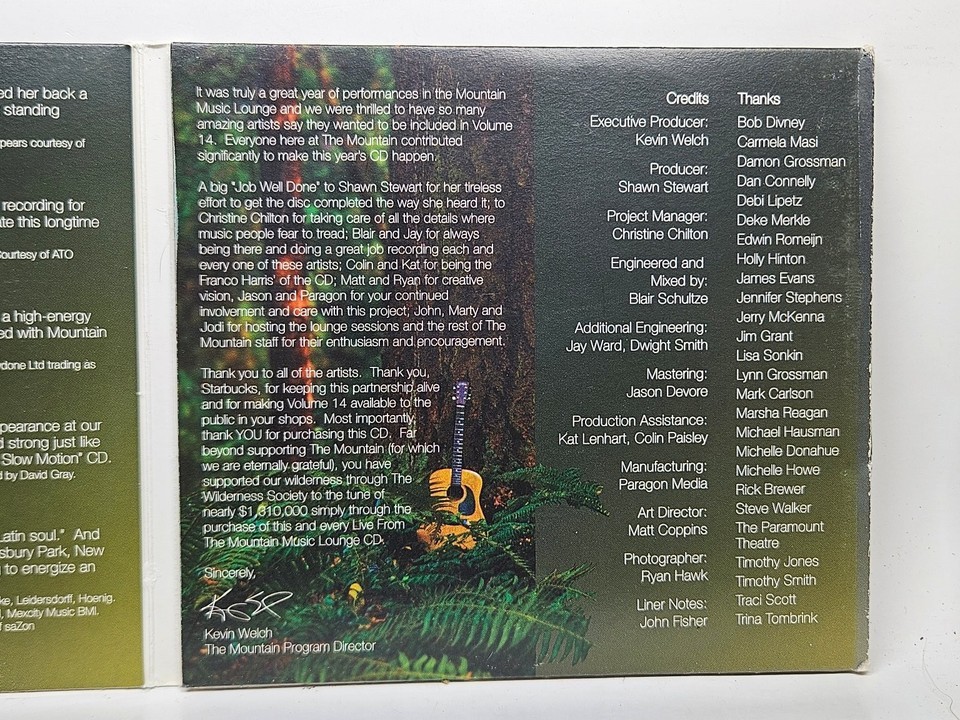 ed her back a
standing
pears courtesy of
recording for
te this longtime
Courtesy of ATO
a high-energy
ed with Mountain
done Ltd trading as
pearance at our
d strong just like
Slow Motion" CD.
d by David Gray.
Latin soul." And
sbury Park, New
g to energize an
ke, Leidersdorff, Hoenig.
Mexcity Music BMI.
f saZon
It was truly a great year of performances in the Mountain
Music Lounge and we were thrilled to have so many
amazing artists say they wanted to be included in Volume
14. Everyone here at The Mountain contributed
significantly to make this year's CD happen.
A big "Job Well Done" to Shawn Stewart for her tireless
effort to get the disc completed the way she heard it; to
Christine Chilton for taking care of all the details where
music people fear to tread; Blair and Jay for always
being there and doing a great job recording each and
every one of these artists; Colin and Kat for being the
Franco Harris' of the CD; Matt and Ryan for creative
vision, Jason and Paragon for your continued
involvement and care with this project; John, Marty and
Jodi for hosting the lounge sessions and the rest of The
Mountain staff for their enthusiasm and encouragement.
Thank you to all of the artists. Thank you,
Starbucks, for keeping this partnership alive
and for making Volume 14 available to the
public in your shops. Most importantly,
thank YOU for purchasing this CD. Far
beyond supporting The Mountain (for which
we are eternally grateful), you have
supported our wilderness through The
Wilderness Society to the tune of
nearly $1,310,000 simply through the
purchase of this and every Live From
The Mountain Music Lounge CD.
Sincerely,
Kevin Welch
The Mountain Program Director
Credits
Executive Producer:
Kevin Welch
Producer:
Shawn Stewart
Project Manager:
Christine Chilton
Engineered and
Mixed by:
Blair Schultze
Additional Engineering:
Jay Ward, Dwight Smith
Mastering:
Jason Devore
Production Assistance:
Kat Lenhart, Colin Paisley
Manufacturing:
Paragon Media
Art Director:
Matt Coppins
Photographer:
Ryan Hawk
Liner Notes:
John Fisher
Thanks
Bob Divney
Carmela Masi
Damon Grossman
Dan Connelly
Debi Lipetz
Deke Merkle
Edwin Romeijn
Holly Hinton
James Evans
Jennifer Stephens
Jerry McKenna
Jim Grant
Lisa Sonkin
Lynn Grossman
Mark Carlson
Marsha Reagan
Michael Hausman
Michelle Donahue
Michelle Howe
Rick Brewer
Steve Walker
The Paramount
Theatre
Timothy Jones
Timothy Smith
Traci Scott
Trina Tombrink